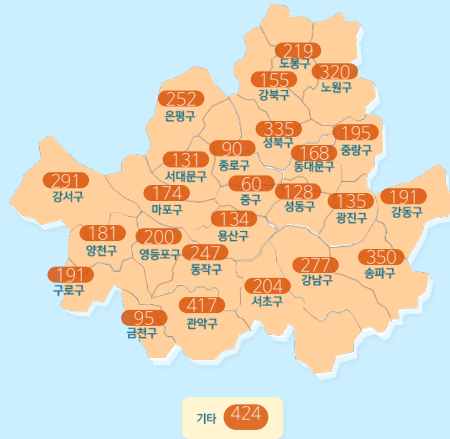 219
도봉구
320
노원구
155
강북구
252
은평구
335
성북구
195
중랑구
90
종로구
168
동대문구
131
서대문구
291
강서구
174
마포구
60
중구
128
성동구
135
광진구
191
강동구
134
용산구
181
양천구
200
영등포구
247
동작구
277
강남구
350
송파구
191
구로구
204
서초구
95
금천구
417
관악구
기타 424